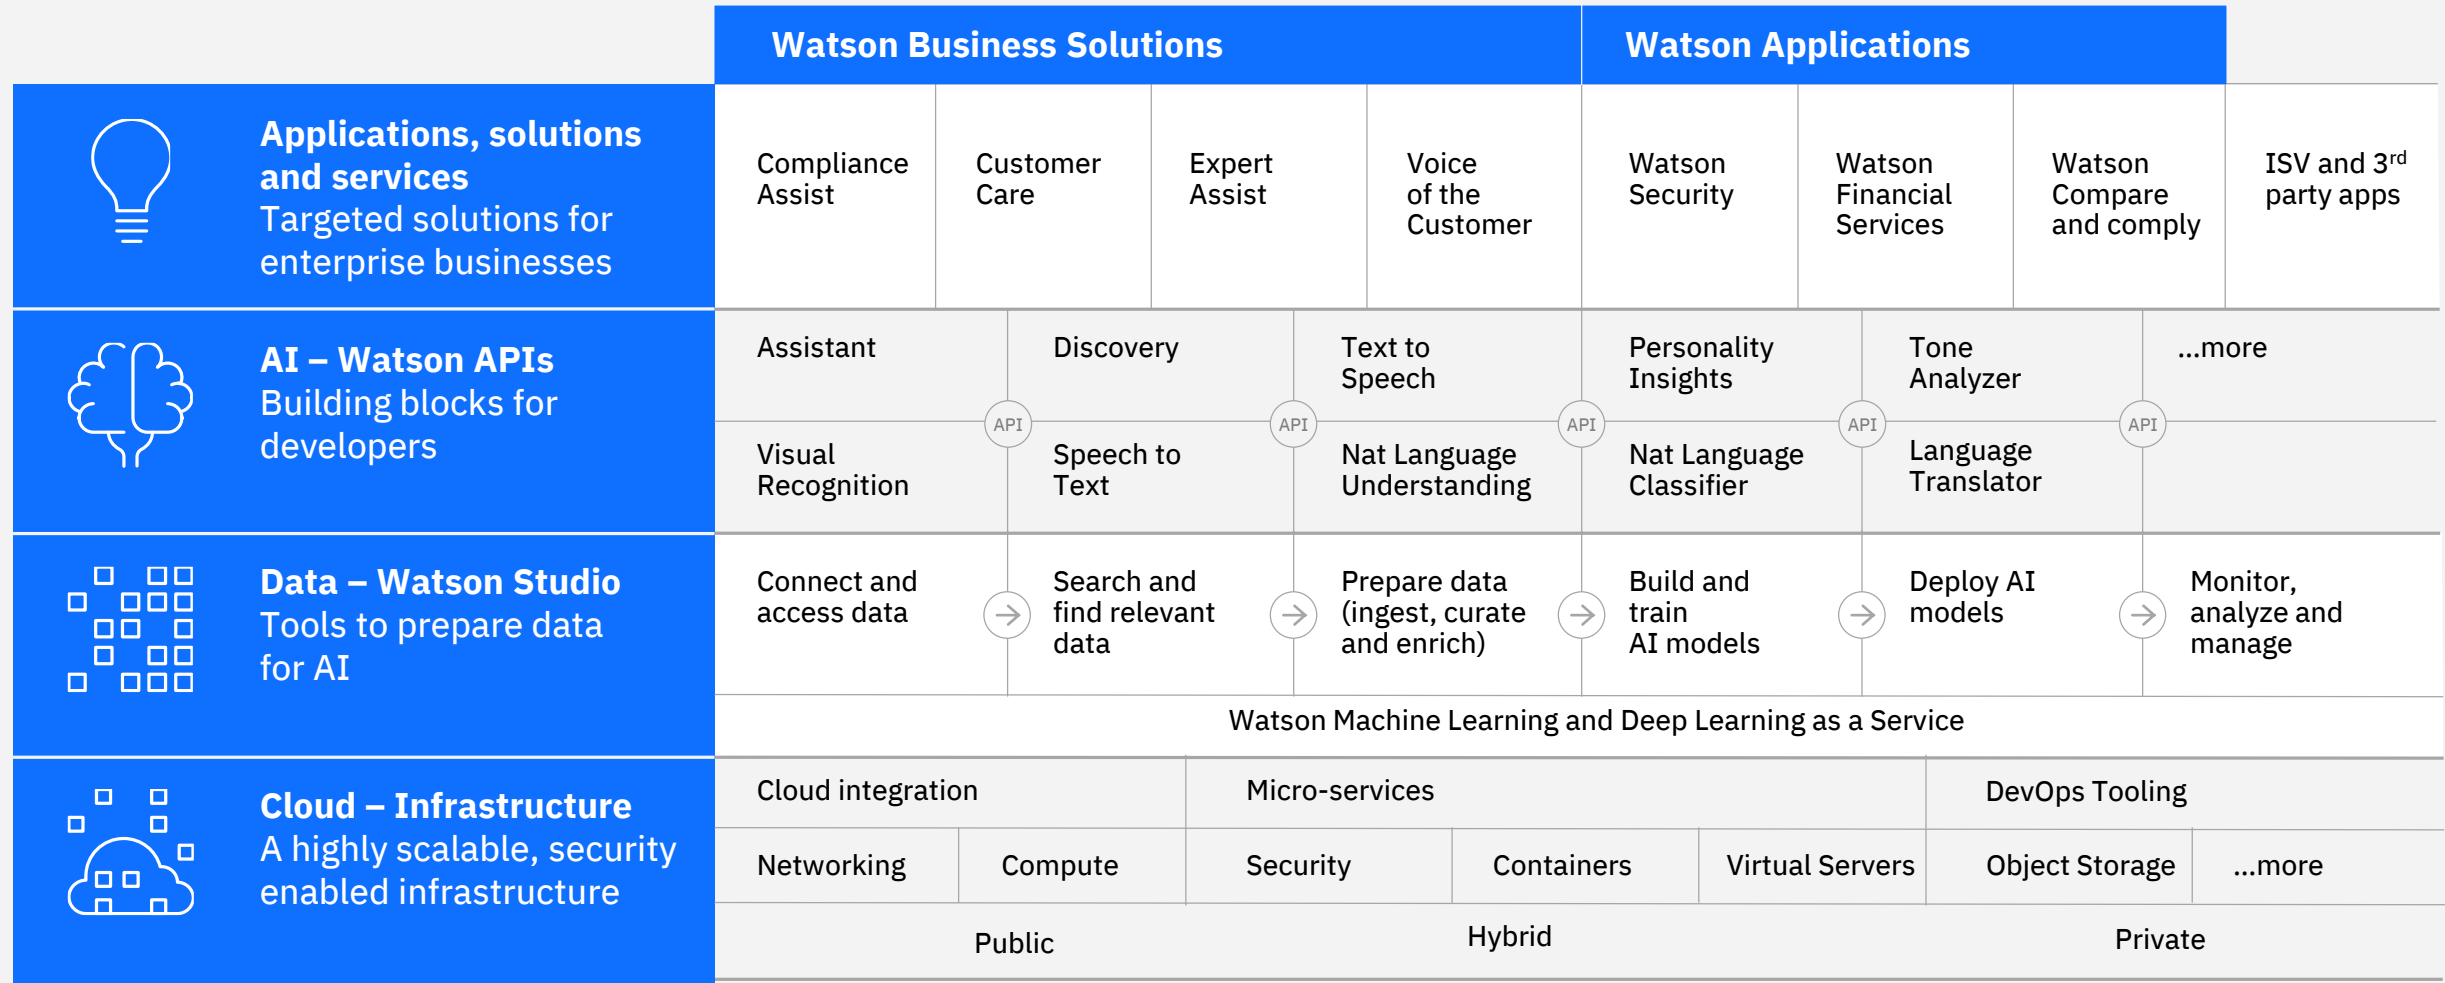 Watson Business Solutions
Watson Applications
Applications, solutions
and services
Targeted solutions for
enterprise businesses
Compliance
Assist
Customer
Care
Expert
Assist
Voice
of the
Customer
Watson
Security
Watson
Financial
Services
Watson
Compare
and comply
ISV and 3rd
party apps
AI – Watson APIs
Building blocks for
developers
Assistant
Discovery
Text to
Speech
Personality
Insights
Tone
Analyzer
...more
API
API
API
API
API
Visual
Recognition
Speech to
Text
Nat Language
Understanding
Nat Language
Classifier
Language
Translator
Data – Watson Studio
Tools to prepare data
for AI
Connect and
access data
Search and
find relevant
data
Prepare data
(ingest, curate
and enrich)
Build and
train
AI models
Deploy AI
models
Monitor,
analyze and
manage
Watson Machine Learning and Deep Learning as a Service
Cloud – Infrastructure
A highly scalable, security
enabled infrastructure
Cloud integration
Micro-services
DevOps Tooling
Networking
Compute
Security
Containers
Virtual Servers
Object Storage
...more
Public
Hybrid
Private